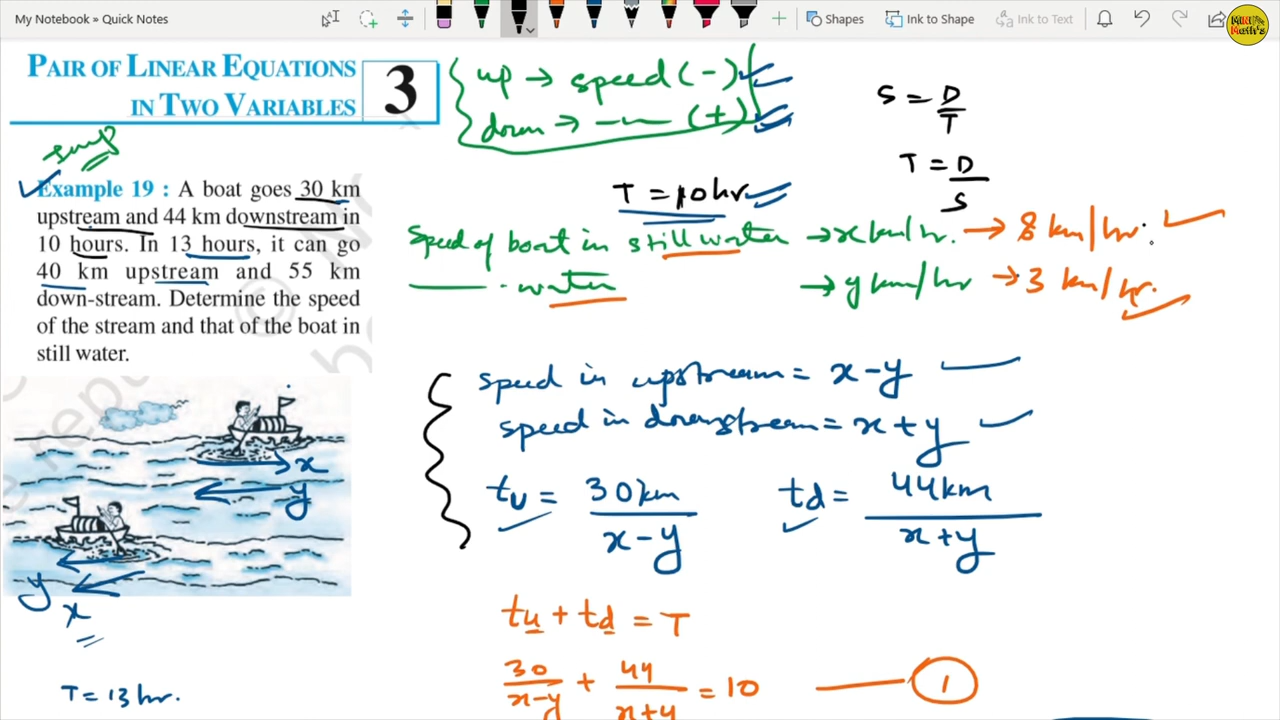 My Notebook » Quick Notes
Shapes
Ink to Shape
Ink to Text
MINI Math's
PAIR OF LINEAR EQUATIONS
IN TWO VARIABLES
3
up → speed (-)
down → -〃- (+)
S = D/T
T = D/S
T = 10 hr
Example 19 : A boat goes 30 km
upstream and 44 km downstream in
10 hours. In 13 hours, it can go
40 km upstream and 55 km
down-stream. Determine the speed
of the stream and that of the boat in
still water.
Speed of boat in still water → x km/hr. → 8 km/hr.
water → y km/hr → 3 km/hr.
speed in upstream = x-y
speed in downstream = x+y
tu = 30km/x-y
td = 44km/x+y
x
y
y
x
tu + td = T
30/x-y + 44/x+y = 10 — 1
T = 13 hr.